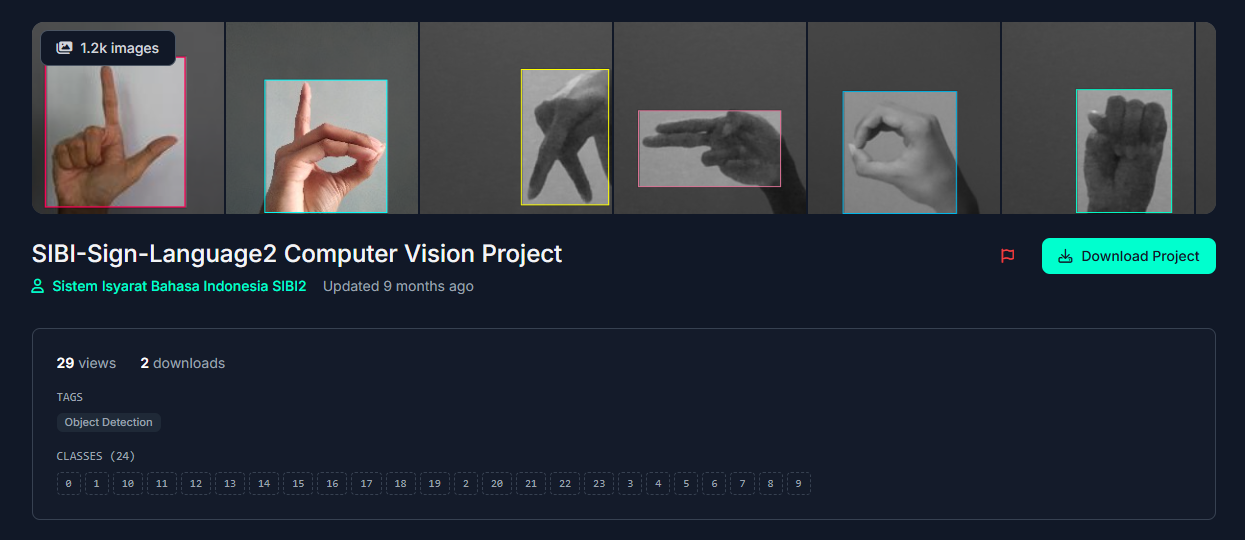 1.2k images
SIBI-Sign-Language2 Computer Vision Project
Download Project
Sistem Isyarat Bahasa Indonesia SIBI2 Updated 9 months ago
29 views 2 downloads
TAGS
Object Detection
CLASSES (24)
0 1 10 11 12 13 14 15 16 17 18 19 2 20 21 22 23 3 4 5 6 7 8 9